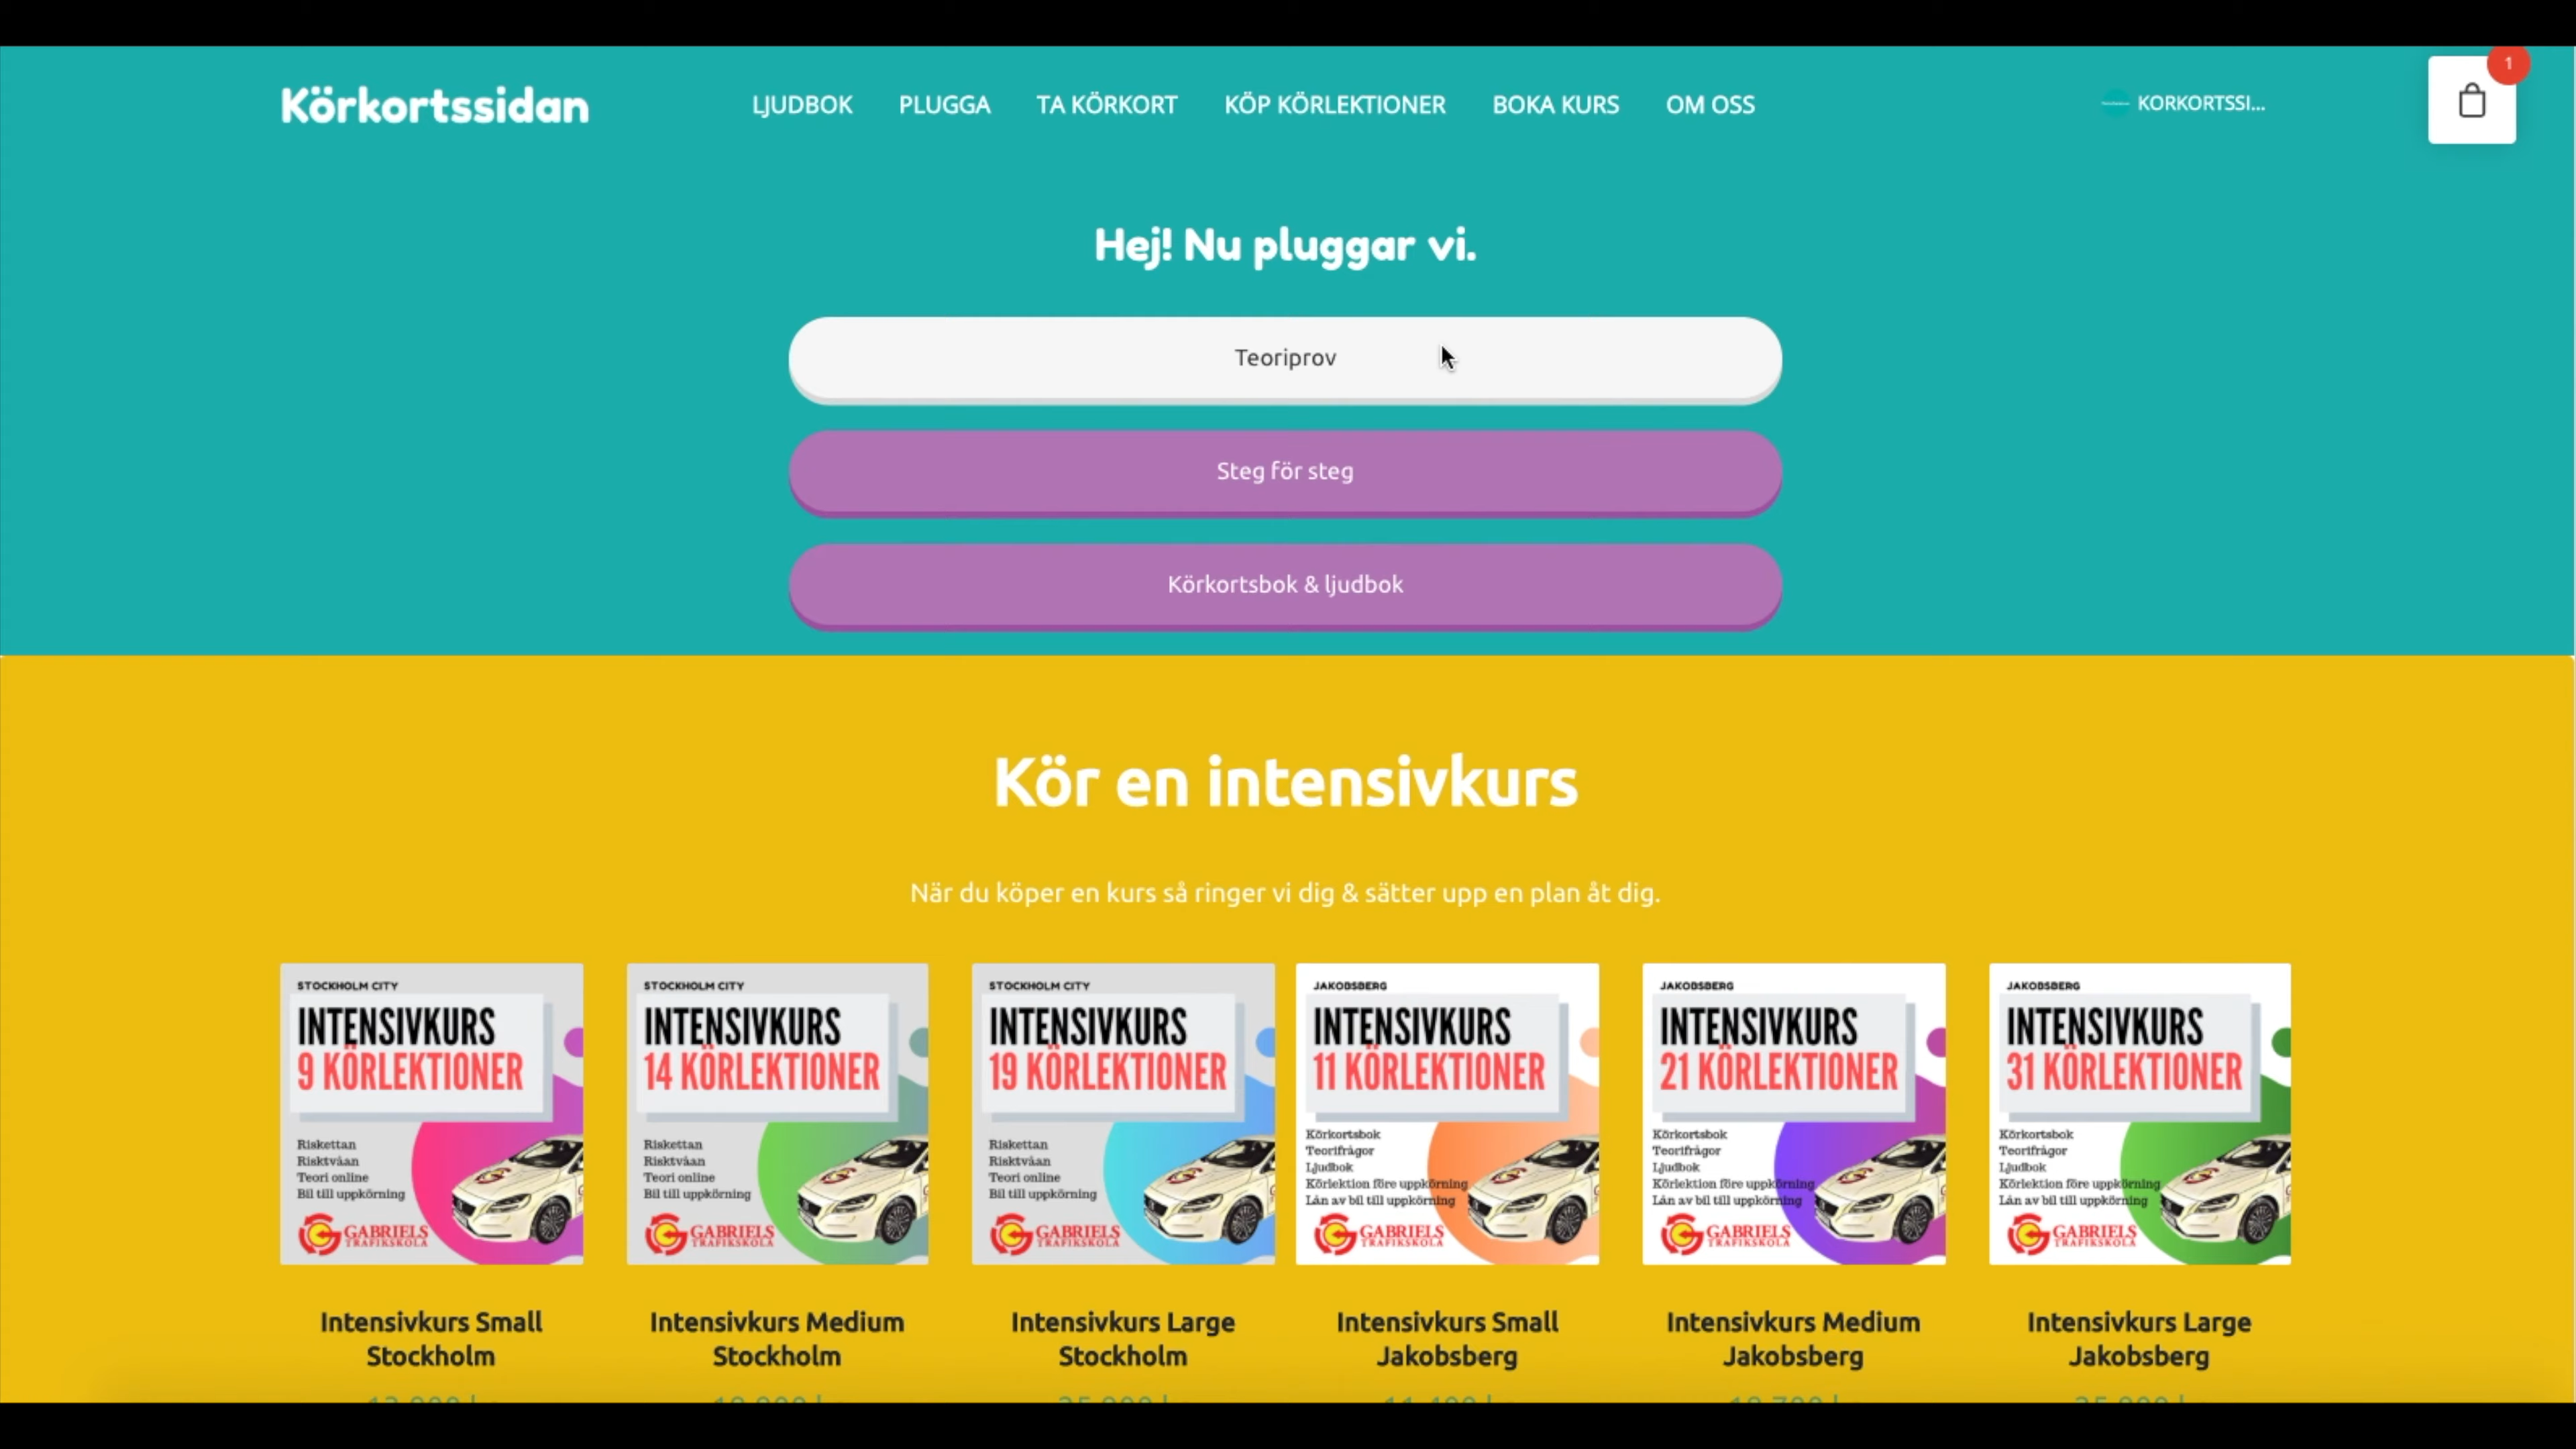 Körkortssidan
LJUDBOK PLUGGA TA KÖRKORT KÖP KÖRLEKTIONER BOKA KURS OM OSS
KORKORTSSI...
1
Hej! Nu pluggar vi.
Teoriprov
Steg för steg
Körkortsbok & ljudbok
Kör en intensivkurs
När du köper en kurs så ringer vi dig & sätter upp en plan åt dig.
STOCKHOLM CITY
INTENSIVKURS
9 KÖRLEKTIONER
Riskettan
Risktvåan
Teori online
Bil till uppkörning
GABRIELS
TRAFIKSKOLA
Intensivkurs Small
Stockholm
STOCKHOLM CITY
INTENSIVKURS
14 KÖRLEKTIONER
Riskettan
Risktvåan
Teori online
Bil till uppkörning
GABRIELS
TRAFIKSKOLA
Intensivkurs Medium
Stockholm
STOCKHOLM CITY
INTENSIVKURS
19 KÖRLEKTIONER
Riskettan
Risktvåan
Teori online
Bil till uppkörning
GABRIELS
TRAFIKSKOLA
Intensivkurs Large
Stockholm
JAKOBSBERG
INTENSIVKURS
11 KÖRLEKTIONER
Körkortsbok
Teorifrågor
Ljudbok
Körlektion före uppkörning
Lån av bil till uppkörning
GABRIELS
TRAFIKSKOLA
Intensivkurs Small
Jakobsberg
JAKOBSBERG
INTENSIVKURS
21 KÖRLEKTIONER
Körkortsbok
Teorifrågor
Ljudbok
Körlektion före uppkörning
Lån av bil till uppkörning
GABRIELS
TRAFIKSKOLA
Intensivkurs Medium
Jakobsberg
JAKOBSBERG
INTENSIVKURS
31 KÖRLEKTIONER
Körkortsbok
Teorifrågor
Ljudbok
Körlektion före uppkörning
Lån av bil till uppkörning
GABRIELS
TRAFIKSKOLA
Intensivkurs Large
Jakobsberg